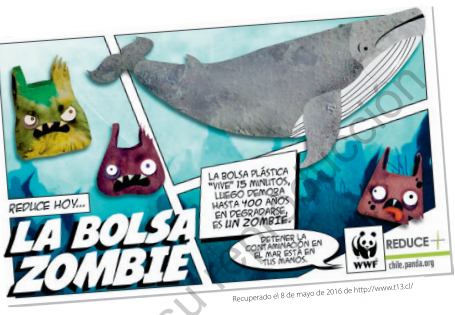 REDUCE HOY...
LA BOLSA
ZOMBIE
LA BOLSA PLÁSTICA
"VIVE" 15 MINUTOS,
LUEGO DEMORA
HASTA 400 AÑOS
EN DEGRADARSE,
ES UN ZOMBIE.
DETENER LA
CONTAMINACIÓN EN
EL MAR ESTÁ EN
TUS MANOS.
WWF
REDUCE+
chile.panda.org
Recuperado el 8 de mayo de 2016 de http://www.t13.cl/